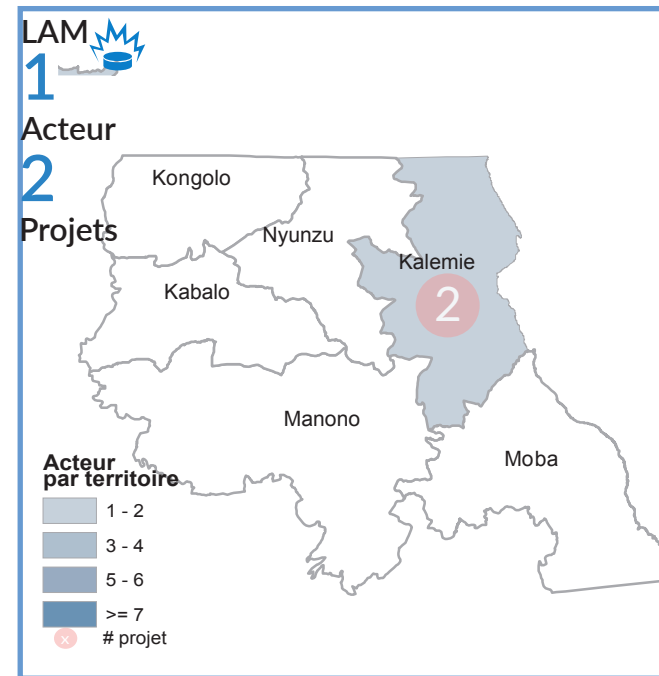 LAM
1
Acteur
2
Projets
Kongolo
Nyunzu
Kalemie
2
Kabalo
Manono
Moba
Acteur
par territoire
1 - 2
3 - 4
5 - 6
>= 7
x # projet